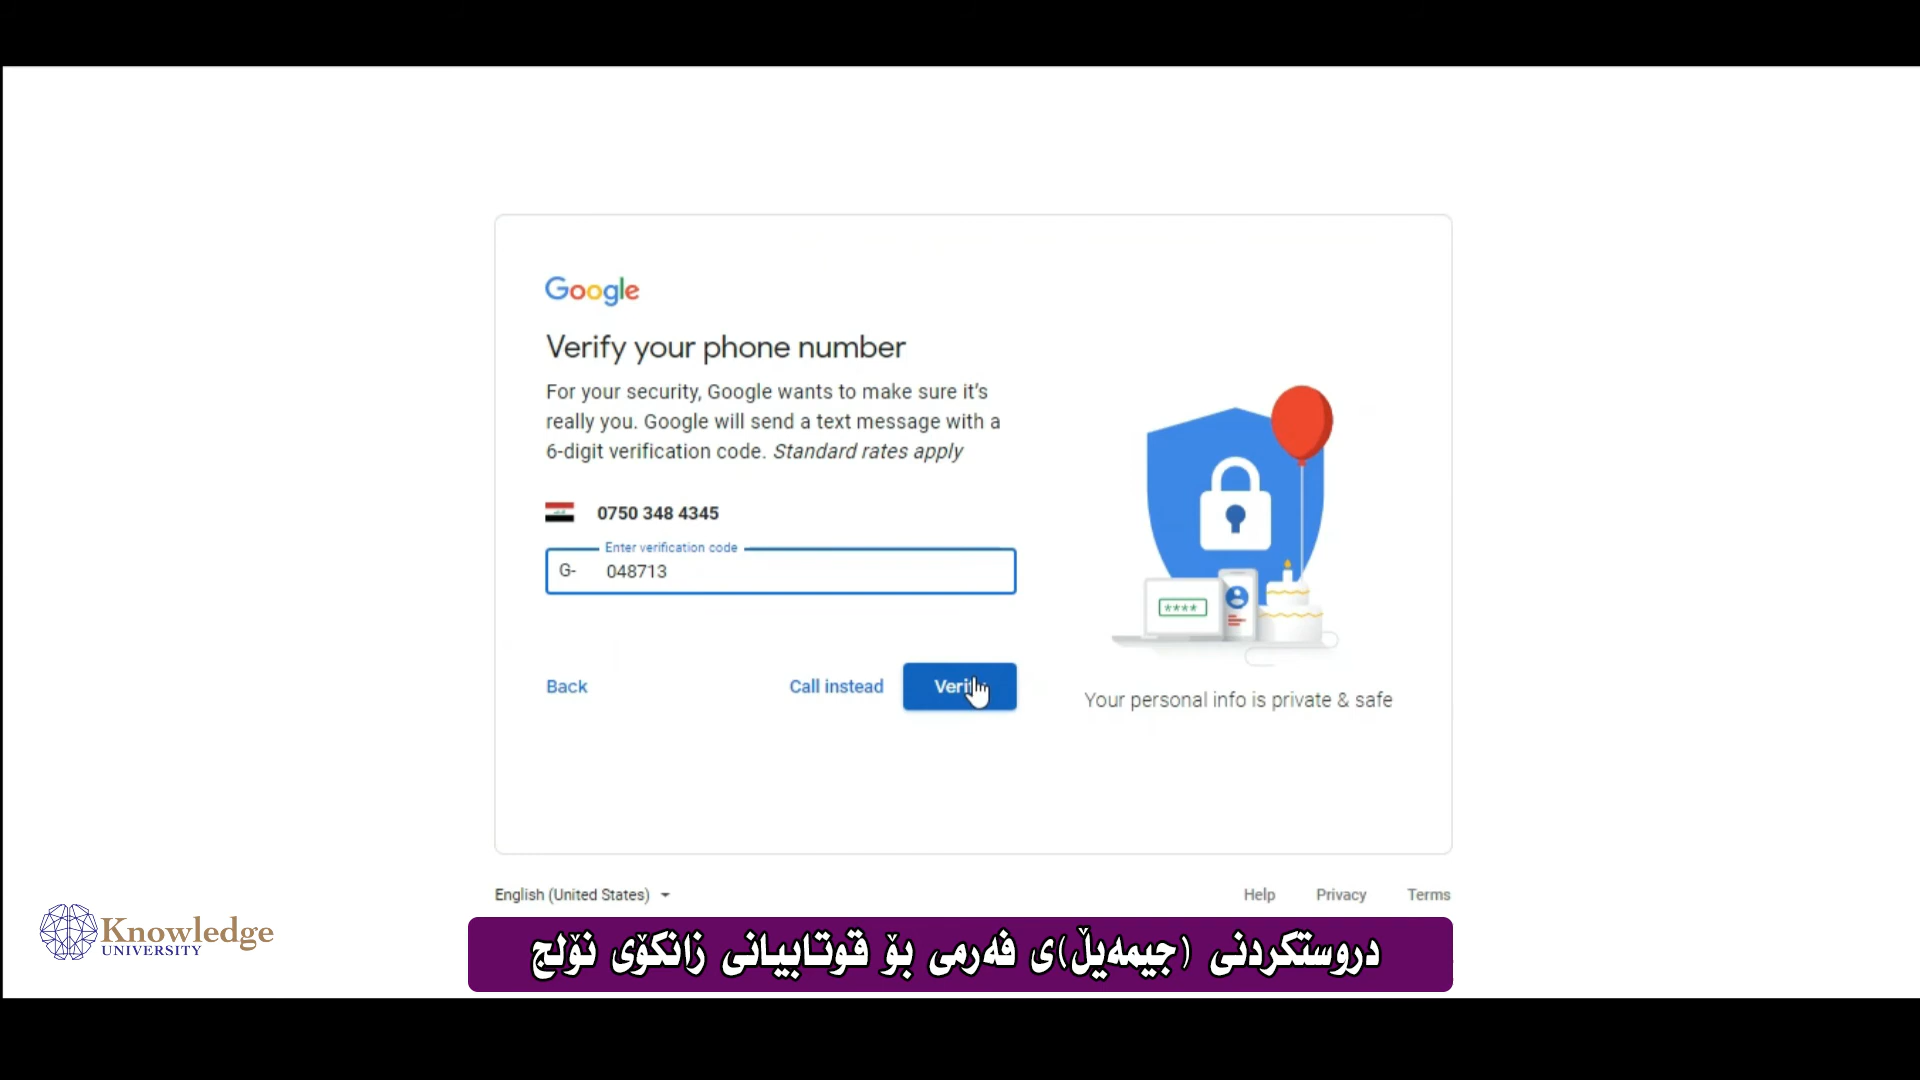 Google
Verify your phone number
For your security, Google wants to make sure it's
really you. Google will send a text message with a
6-digit verification code. Standard rates apply
0750 348 4345
Enter verification code
G- 048713
****
Back
Call instead
Your personal info is private & safe
English (United States)
Help Privacy Terms
Knowledge
UNIVERSITY
دروستکردنی (جیمەیڵ)ی فەرمی بۆ قوتابیانی زانکۆی نۆلج